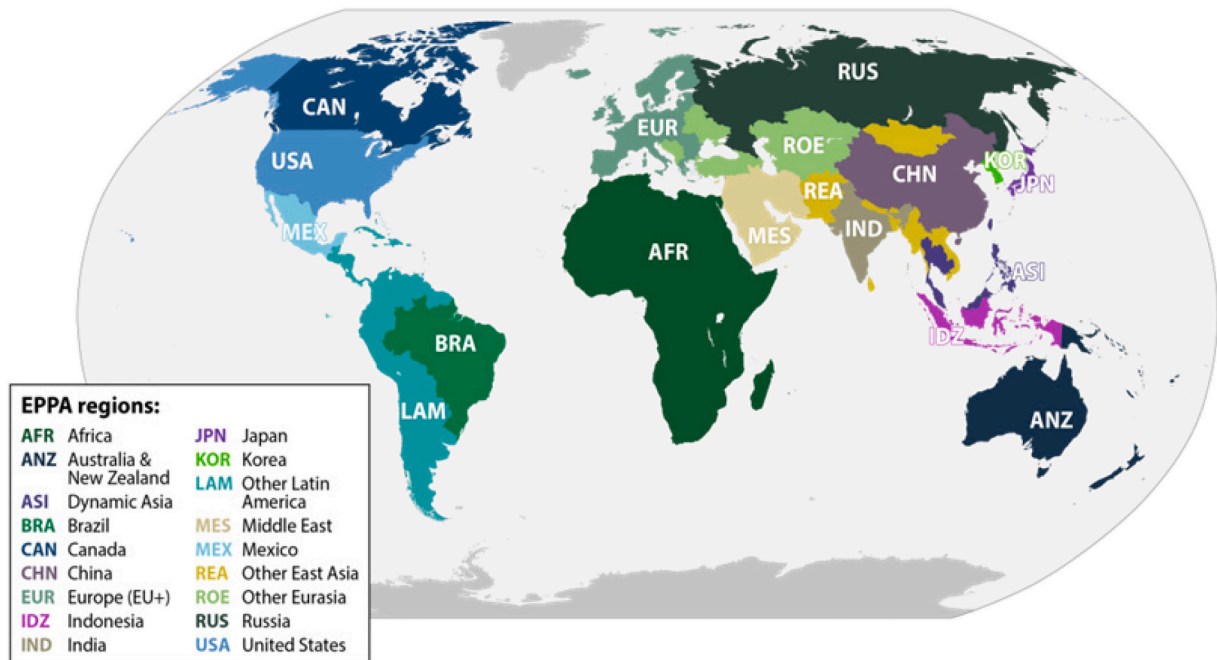 RUS
CAN
EUR
USA
ROE
KOR
CHN
JPN
REA
MEX
IND
MES
AFR
ASI
IDZ
BRA
LAM
ANZ
EPPA regions:
AFR Africa
ANZ Australia &
New Zealand
ASI Dynamic Asia
BRA Brazil
CAN Canada
CHN China
EUR Europe (EU+)
IDZ Indonesia
IND India
JPN Japan
KOR Korea
LAM Other Latin
America
MES Middle East
MEX Mexico
REA Other East Asia
ROE Other Eurasia
RUS Russia
USA United States